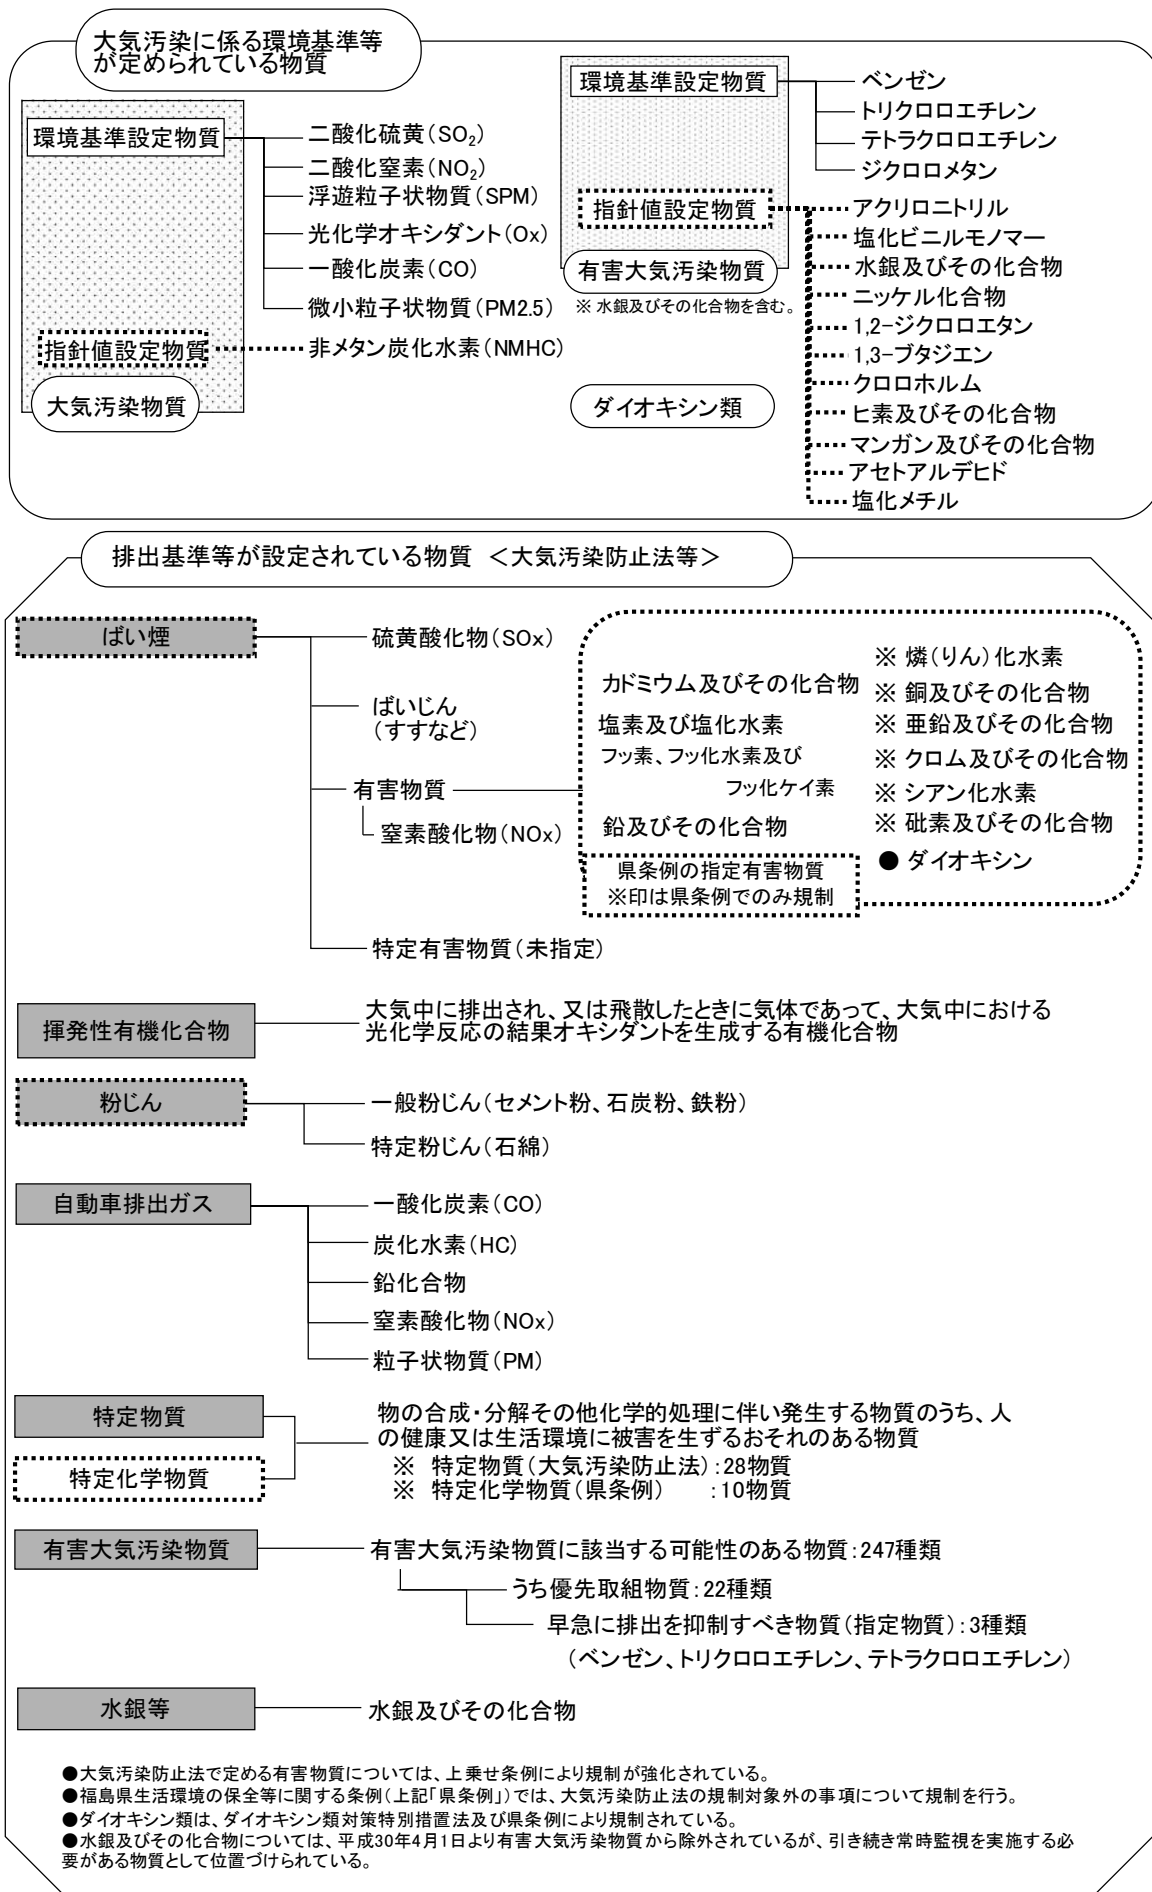 大気汚染に係る環境基準等
が定められている物質
環境基準設定物質
二酸化硫黄(SO₂)
二酸化窒素(NO₂)
浮遊粒子状物質(SPM)
光化学オキシダント(Ox)
一酸化炭素(CO)
微小粒子状物質(PM2.5)
指針値設定物質
非メタン炭化水素(NMHC)
大気汚染物質
環境基準設定物質
ベンゼン
トリクロロエチレン
テトラクロロエチレン
ジクロロメタン
指針値設定物質
アクリロニトリル
塩化ビニルモノマー
水銀及びその化合物
ニッケル化合物
1,2-ジクロロエタン
1,3-ブタジエン
クロロホルム
ヒ素及びその化合物
マンガン及びその化合物
アセトアルデヒド
塩化メチル
有害大気汚染物質
※ 水銀及びその化合物を含む。
ダイオキシン類
排出基準等が設定されている物質 <大気汚染防止法等>
ばい煙
硫黄酸化物(SOx)
ばいじん
(すすなど)
有害物質
窒素酸化物(NOx)
特定有害物質(未指定)
カドミウム及びその化合物
塩素及び塩化水素
フッ素、フッ化水素及び
フッ化ケイ素
鉛及びその化合物
※ 燐(りん)化水素
※ 銅及びその化合物
※ 亜鉛及びその化合物
※ クロム及びその化合物
※ シアン化水素
※ 砒素及びその化合物
● ダイオキシン
県条例の指定有害物質
※印は県条例でのみ規制
揮発性有機化合物
大気中に排出され、又は飛散したときに気体であって、大気中における
光化学反応の結果オキシダントを生成する有機化合物
粉じん
一般粉じん(セメント粉、石炭粉、鉄粉)
特定粉じん(石綿)
自動車排出ガス
一酸化炭素(CO)
炭化水素(HC)
鉛化合物
窒素酸化物(NOx)
粒子状物質(PM)
特定物質
特定化学物質
物の合成・分解その他化学的処理に伴い発生する物質のうち、人
の健康又は生活環境に被害を生ずるおそれのある物質
※ 特定物質(大気汚染防止法):28物質
※ 特定化学物質(県条例) :10物質
有害大気汚染物質
有害大気汚染物質に該当する可能性のある物質:247種類
うち優先取組物質:22種類
早急に排出を抑制すべき物質(指定物質):3種類
(ベンゼン、トリクロロエチレン、テトラクロロエチレン)
水銀等
水銀及びその化合物
●大気汚染防止法で定める有害物質については、上乗せ条例により規制が強化されている。
●福島県生活環境の保全等に関する条例(上記「県条例」)では、大気汚染防止法の規制対象外の事項について規制を行う。
●ダイオキシン類は、ダイオキシン類対策特別措置法及び県条例により規制されている。
●水銀及びその化合物については、平成30年4月1日より有害大気汚染物質から除外されているが、引き続き常時監視を実施する必
要がある物質として位置づけられている。